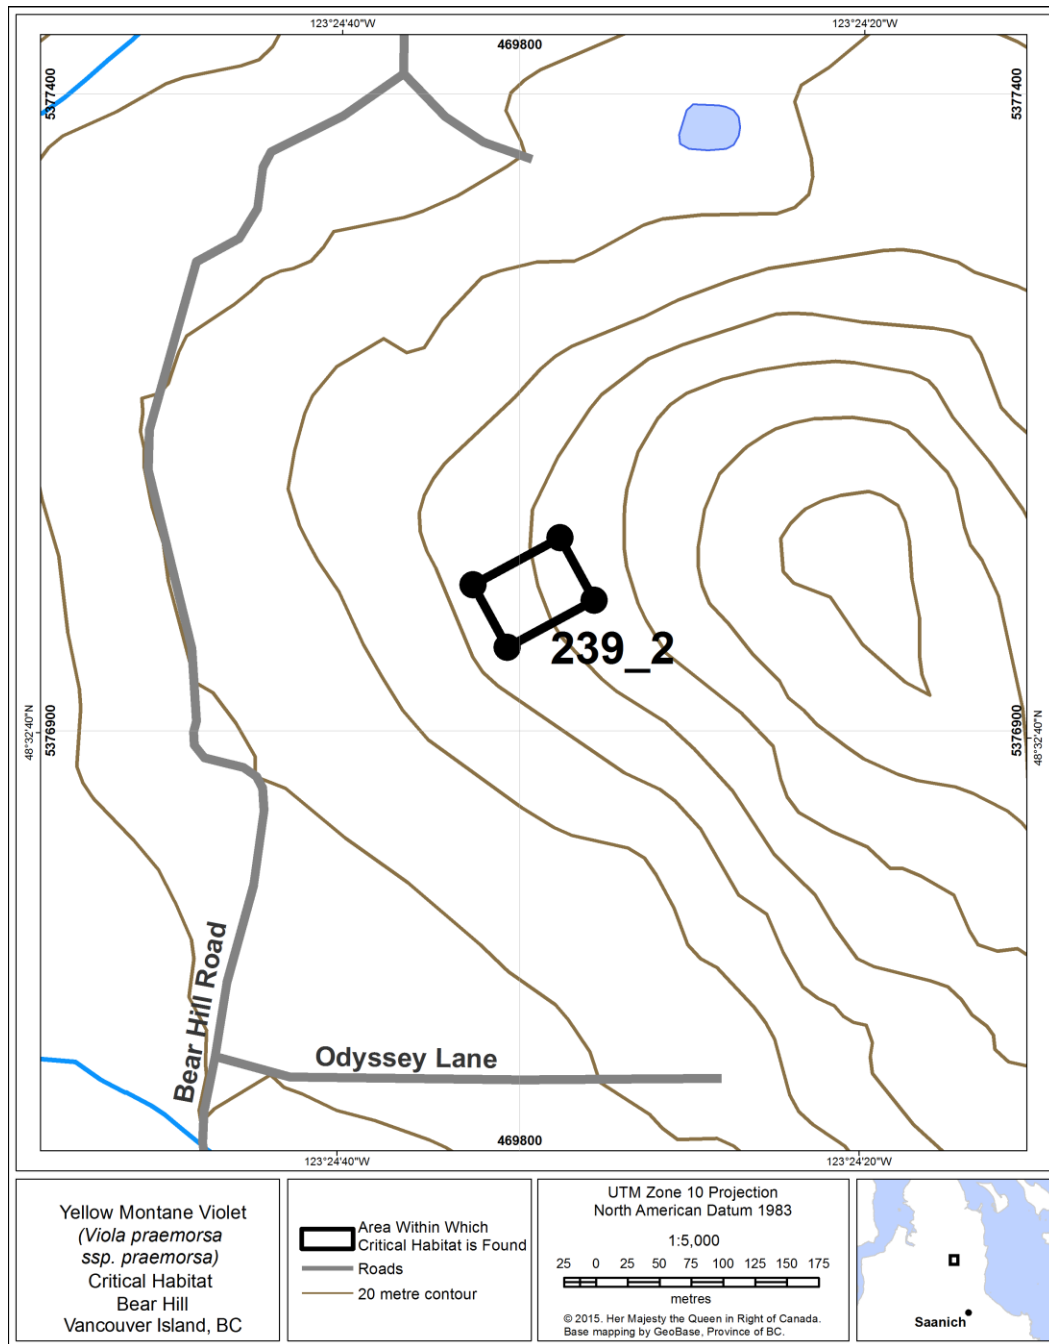 123°24'40"W
123°24'20"W
469800
5377400
5377400
239_2
48°32'40"N
5376900
5376900
48°32'40"N
Bear Hill Road
Odyssey Lane
469800
123°24'40"W
123°24'20"W
Yellow Montane Violet
(Viola praemorsa
ssp. praemorsa)
Critical Habitat
Bear Hill
Vancouver Island, BC
Area Within Which
Critical Habitat is Found
Roads
20 metre contour
UTM Zone 10 Projection
North American Datum 1983
1:5,000
25 0 25 50 75 100 125 150 175
metres
© 2015. Her Majesty the Queen in Right of Canada.
Base mapping by GeoBase, Province of BC.
Saanich